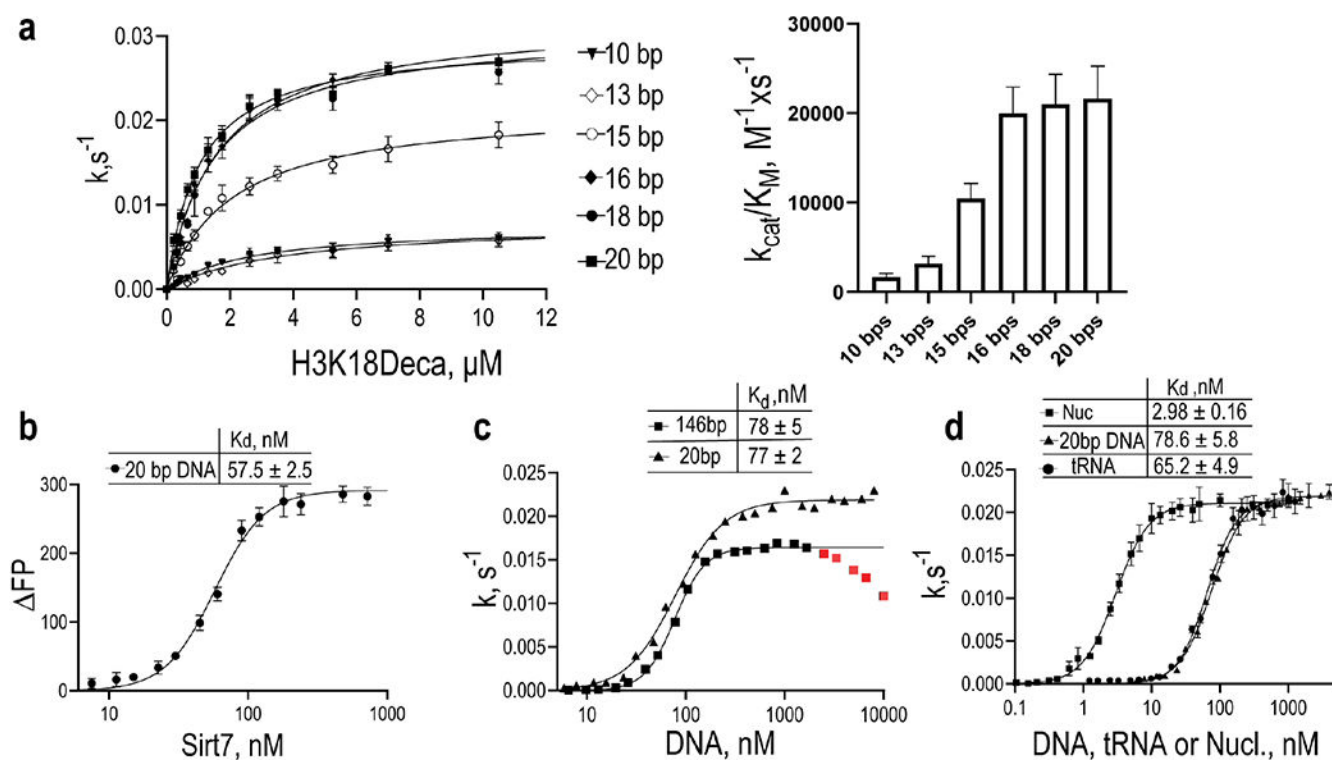 a
0.03
0.02
0.01
0.00
k,s⁻¹
0 2 4 6 8 10 12
H3K18Deca, µM
10 bp
13 bp
15 bp
16 bp
18 bp
20 bp
30000
20000
10000
0
kcat/KM, M⁻¹xs⁻¹
10 bps
13 bps
15 bps
16 bps
18 bps
20 bps
b
Kd, nM
20 bp DNA 57.5 ± 2.5
300
200
100
0
ΔFP
10 100 1000
Sirt7, nM
c
Kd ,nM
146bp 78 ± 5
20bp 77 ± 2
0.025
0.020
0.015
0.010
0.005
0.000
k, s⁻¹
10 100 1000 10000
DNA, nM
d
Kd ,nM
Nuc 2.98 ± 0.16
20bp DNA 78.6 ± 5.8
tRNA 65.2 ± 4.9
0.025
0.020
0.015
0.010
0.005
0.000
k,s⁻¹
0.1 1 10 100 1000
DNA, tRNA or Nucl., nM